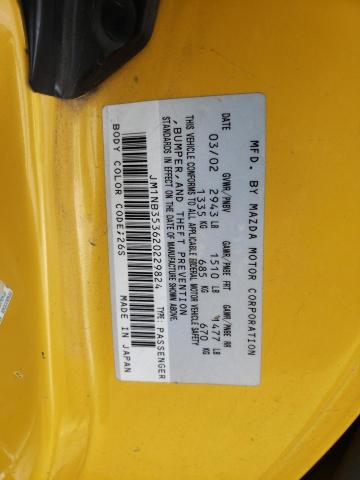 MFD. BY MAZDA MOTOR CORPORATION
DATE GVWR/PNBV GAWR/PNBE FRT GAWR/PNBE RR
03/02 2943 LB 1510 LB 1477 LB
1335 KG 685 KG 670 KG
THIS VEHICLE CONFORMS TO ALL APPLICABLE FEDERAL MOTOR VEHICLE SAFETY
,BUMPER, AND THEFT PREVENTION
STANDARDS IN EFFECT ON THE DATE OF MANUFACTURE SHOWN ABOVE.
JM1NB353620229824 TYPE: PASSENGER
BODY COLOR CODE;26S MADE IN JAPAN